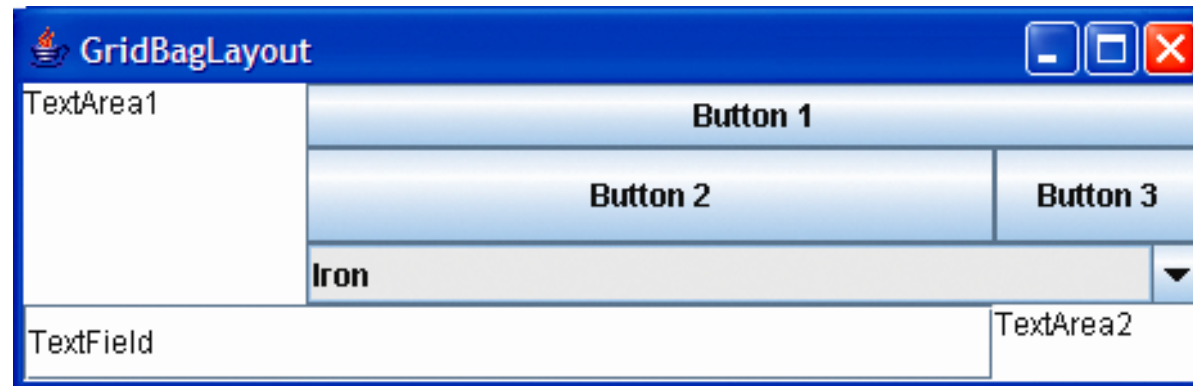 GridBagLayout
TextArea1
Button 1
Button 2
Button 3
Iron
TextField
TextArea2